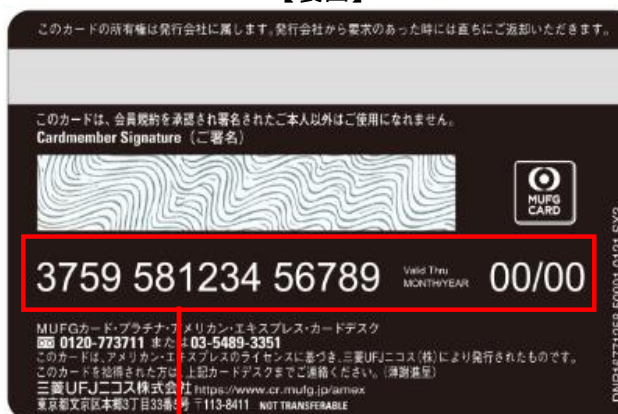 【裏面】
このカードの所有権は発行会社に属します。発行会社から要求のあった時には直ちにご返却いただきます。
このカードは、会員規約を承認され署名されたご本人以外はご使用になれません。
Cardmember Signature（ご署名）
MUFG
CARD
3759 581234 56789 Valid Thru MONTH/YEAR 00/00
MUFGカード・プラチナ・アメリカン・エキスプレス・カードデスク
0120-773711 または03-5489-3351
このカードは、アメリカン・エキスプレスのライセンスに基づき、三菱UFJニコス(株)により発行されたものです。
このカードを拾得された方は、上記カードデスクまでご連絡ください。(薄謝進呈)
三菱UFJニコス株式会社 https://www.cr.mufg.jp/amex
東京都文京区本郷3丁目33番5号 〒113-8411 NOT TRANSFERABLE